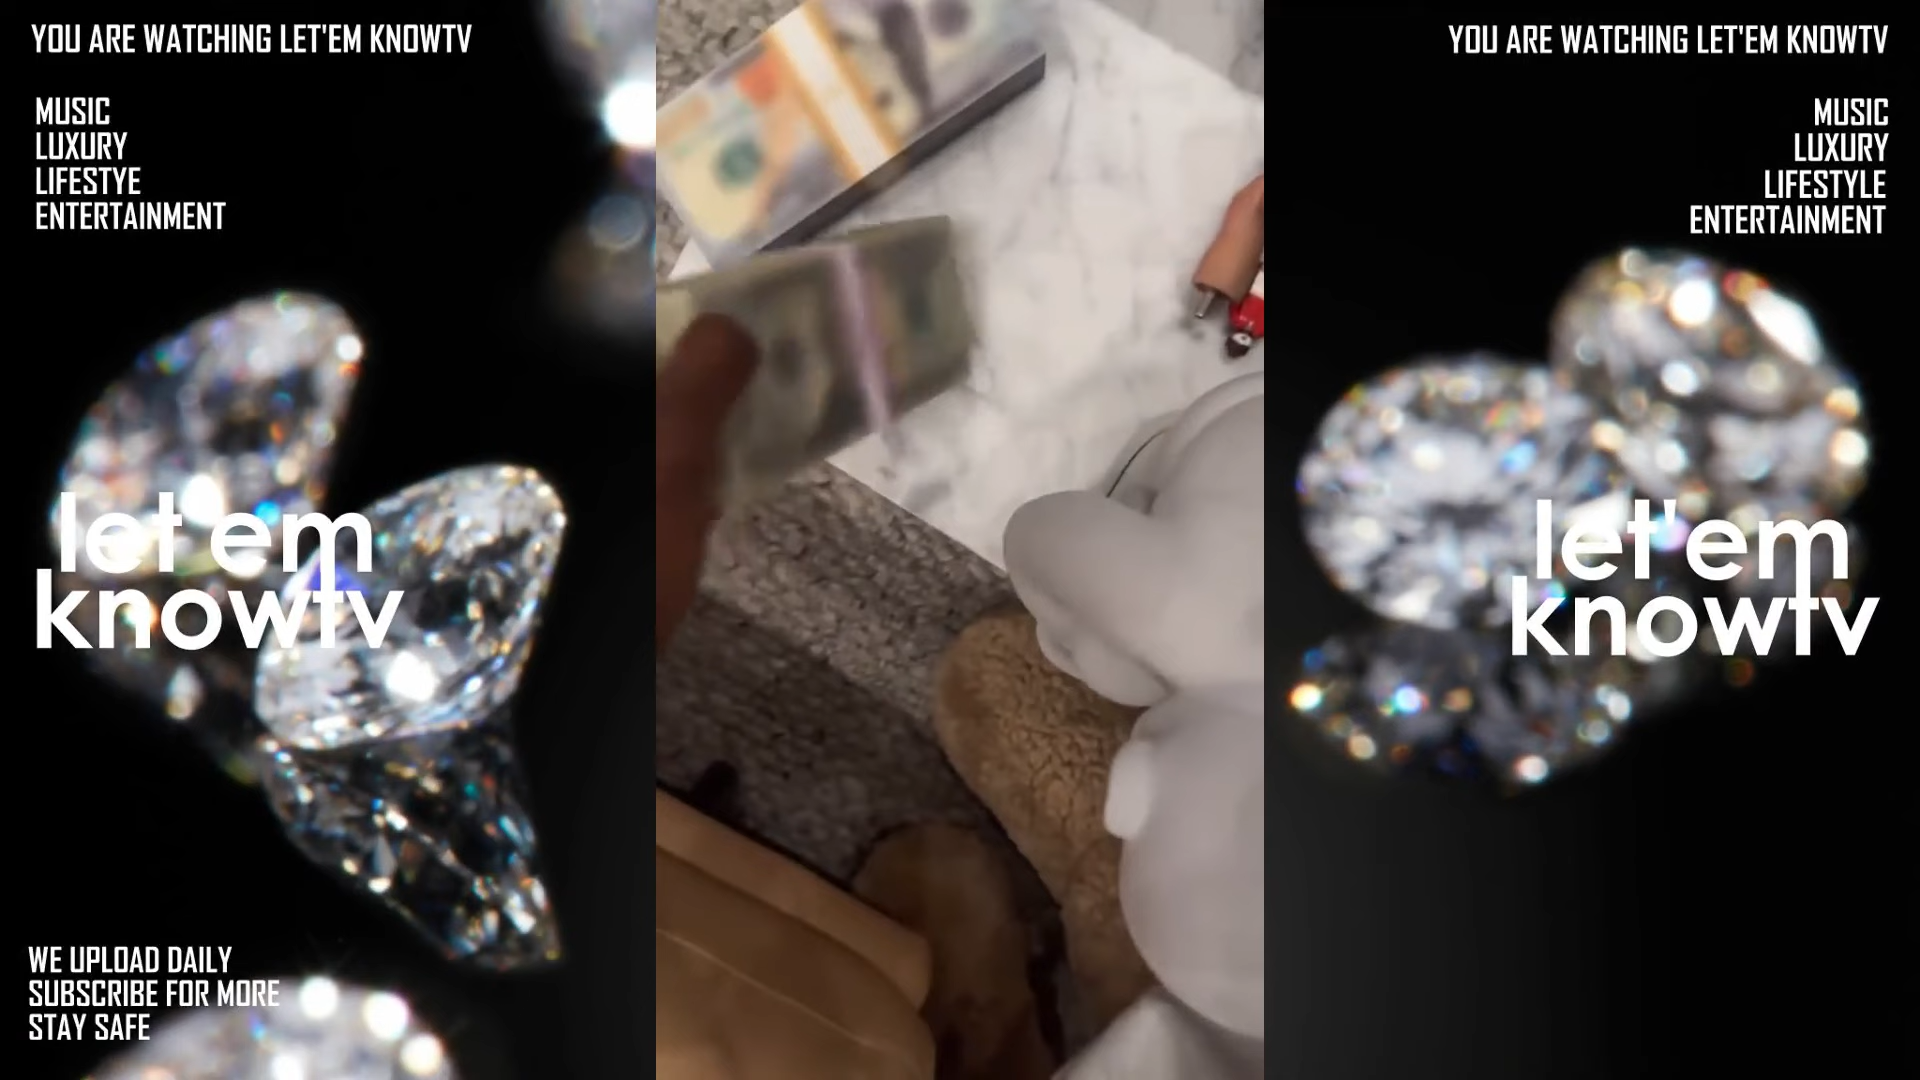 YOU ARE WATCHING LET'EM KNOWTV
MUSIC
LUXURY
LIFESTYE
ENTERTAINMENT
let'em
knowtv
WE UPLOAD DAILY
SUBSCRIBE FOR MORE
STAY SAFE
YOU ARE WATCHING LET'EM KNOWTV
MUSIC
LUXURY
LIFESTYLE
ENTERTAINMENT
let'em
knowtv